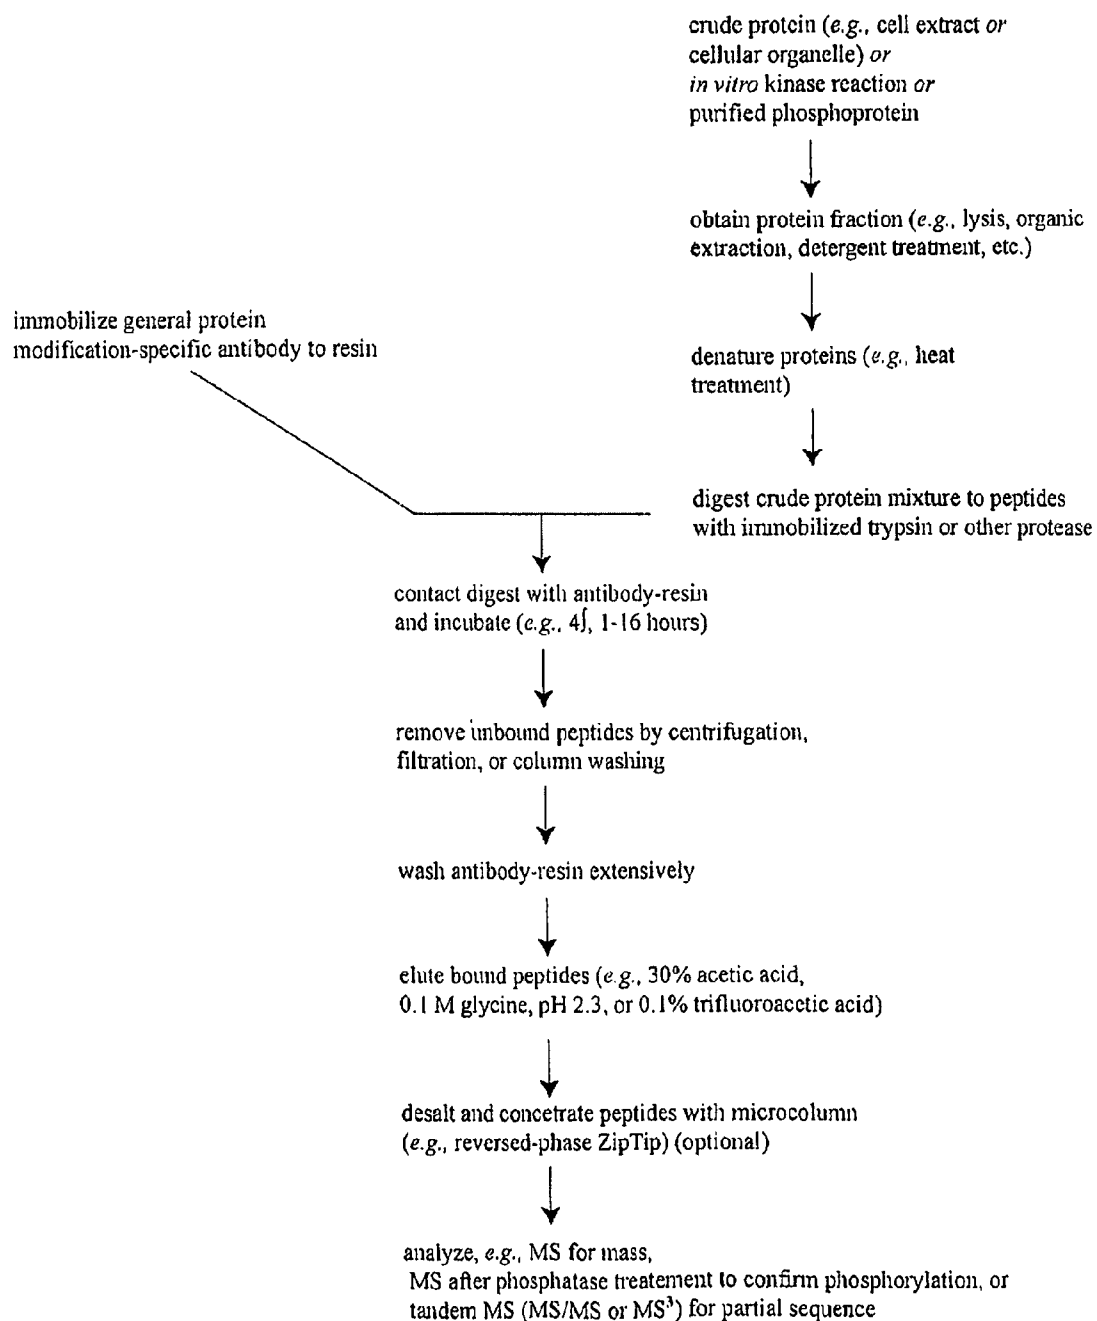 crude protein (e.g., cell extract or
cellular organelle) or
in vitro kinase reaction or
purified phosphoprotein
obtain protein fraction (e.g., lysis, organic
extraction, detergent treatment, etc.)
immobilize general protein
modification-specific antibody to resin
denature proteins (e.g., heat
treatment)
digest crude protein mixture to peptides
with immobilized trypsin or other protease
contact digest with antibody-resin
and incubate (e.g., 4∫, 1-16 hours)
remove unbound peptides by centrifugation,
filtration, or column washing
wash antibody-resin extensively
elute bound peptides (e.g., 30% acetic acid,
0.1 M glycine, pH 2.3, or 0.1% trifluoroacetic acid)
desalt and concetrate peptides with microcolumn
(e.g., reversed-phase ZipTip) (optional)
analyze, e.g., MS for mass,
MS after phosphatase treatement to confirm phosphorylation, or
tandem MS (MS/MS or MS³) for partial sequence